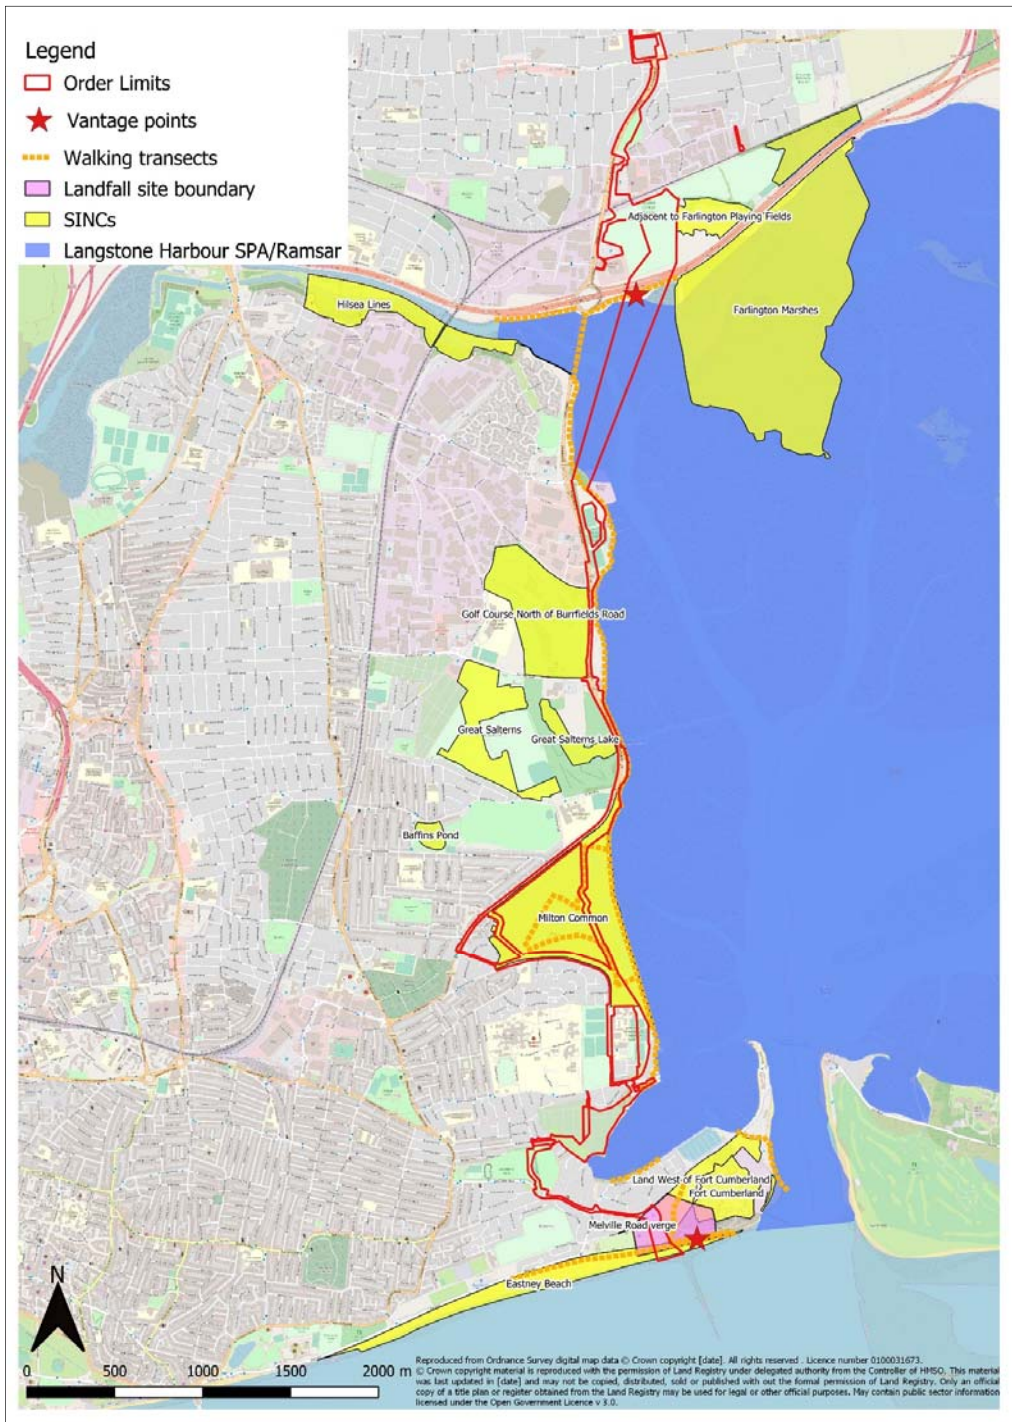 Legend
Order Limits
Vantage points
Walking transects
Landfall site boundary
SINCs
Langstone Harbour SPA/Ramsar
Adjacent to Farlington Playing Fields
Hilsea Lines
Farlington Marshes
Golf Course North of Burrfields Road
Great Salterns
Great Salterns Lake
Baffins Pond
Milton Common
Land West of Fort Cumberland
Fort Cumberland
Melville Road verge
Eastney Beach
N
0 500 1000 1500 2000 m
Reproduced from Ordnance Survey digital map data © Crown copyright [date]. All rights reserved . Licence number 0100031673.
© Crown copyright material is reproduced with the permission of Land Registry under delegated authority from the Controller of HMSO. This material
was last updated in [date] and may not be copied, distributed, sold or published with out the formal permission of Land Registry. Only an official
copy of a title plan or register obtained from the Land Registry may be used for legal or other official purposes. May contain public sector information
licensed under the Open Government Licence v 3.0.